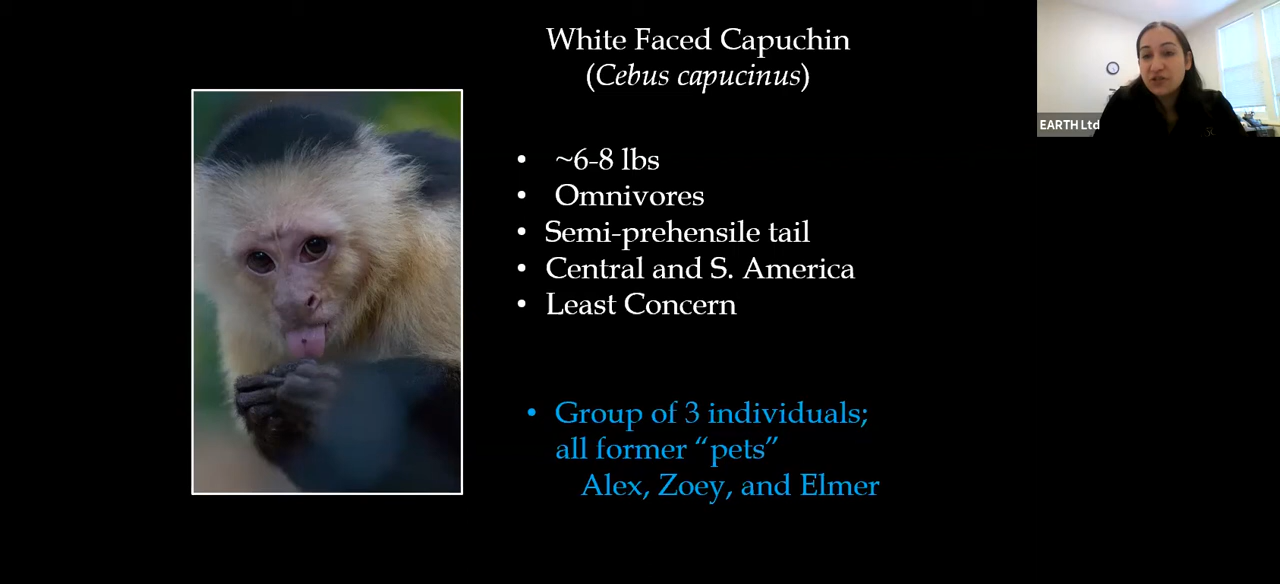 White Faced Capuchin
(Cebus capucinus)
EARTH Ltd
• ~6-8 lbs
• Omnivores
• Semi-prehensile tail
• Central and S. America
• Least Concern
• Group of 3 individuals;
all former “pets”
Alex, Zoey, and Elmer